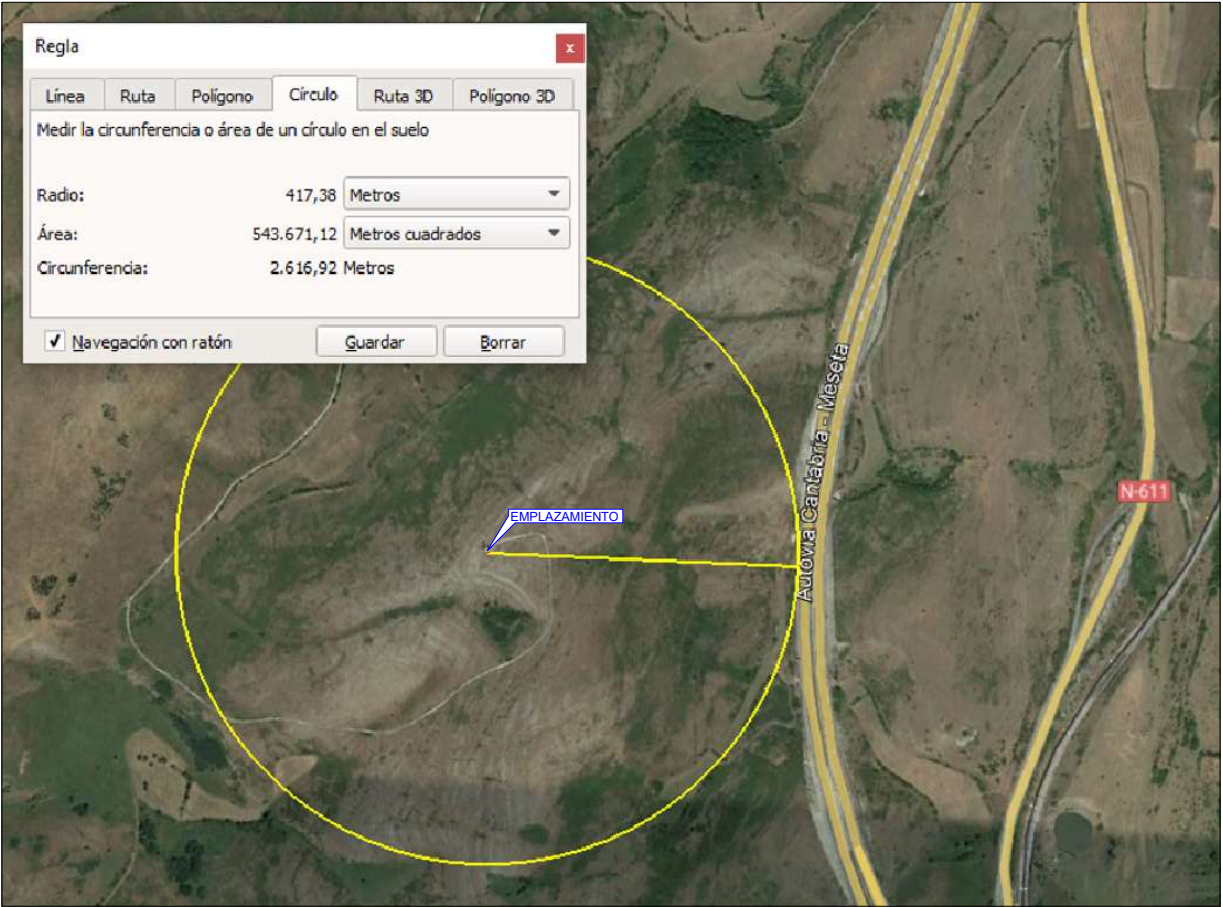 Regla
x
Línea Ruta Polígono Círculo Ruta 3D Polígono 3D
Medir la circunferencia o área de un círculo en el suelo
Radio: 417,38 Metros
Área: 543.671,12 Metros cuadrados
Circunferencia: 2.616,92 Metros
Navegación con ratón Guardar Borrar
Autovía Cantabria - Meseta
N-611
EMPLAZAMIENTO